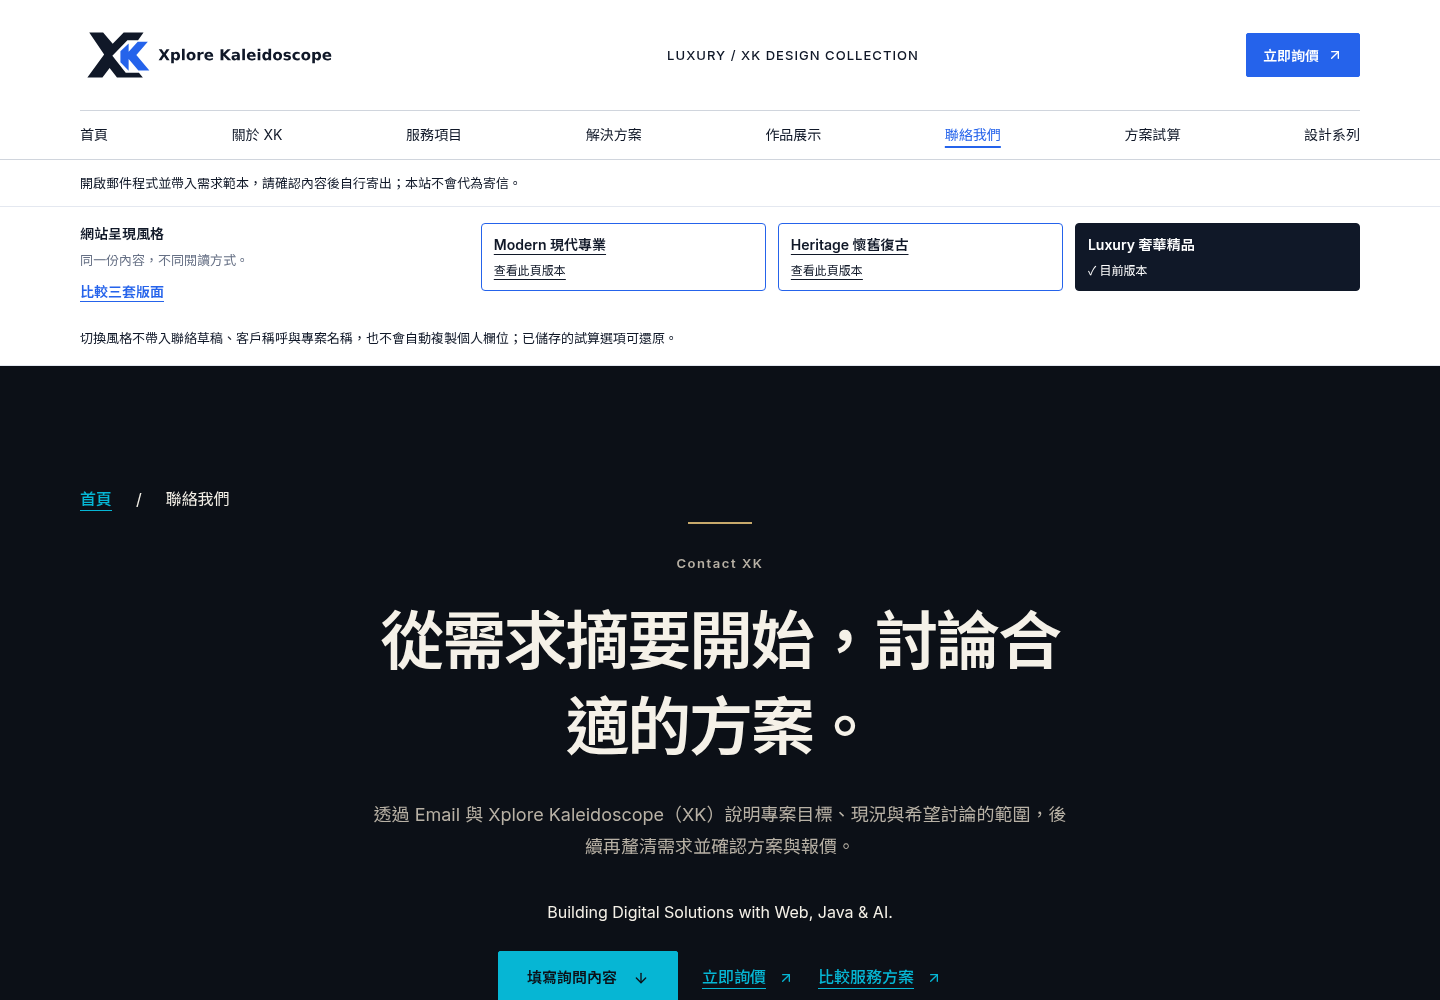 XK Xplore Kaleidoscope
LUXURY / XK DESIGN COLLECTION
立即詢價
首頁
關於 XK
服務項目
解決方案
作品展示
聯絡我們
方案試算
設計系列
開啟郵件程式並帶入需求範本，請確認內容後自行寄出；本站不會代為寄信。
網站呈現風格
同一份內容，不同閱讀方式。
比較三套版面
Modern 現代專業
查看此頁版本
Heritage 懷舊復古
查看此頁版本
Luxury 奢華精品
✓ 目前版本
切換風格不帶入聯絡草稿、客戶稱呼與專案名稱，也不會自動複製個人欄位；已儲存的試算選項可還原。
首頁 / 聯絡我們
Contact XK
從需求摘要開始，討論合
適的方案。
透過 Email 與 Xplore Kaleidoscope（XK）說明專案目標、現況與希望討論的範圍，後
續再釐清需求並確認方案與報價。
Building Digital Solutions with Web, Java & AI.
填寫詢問內容
立即詢價
比較服務方案